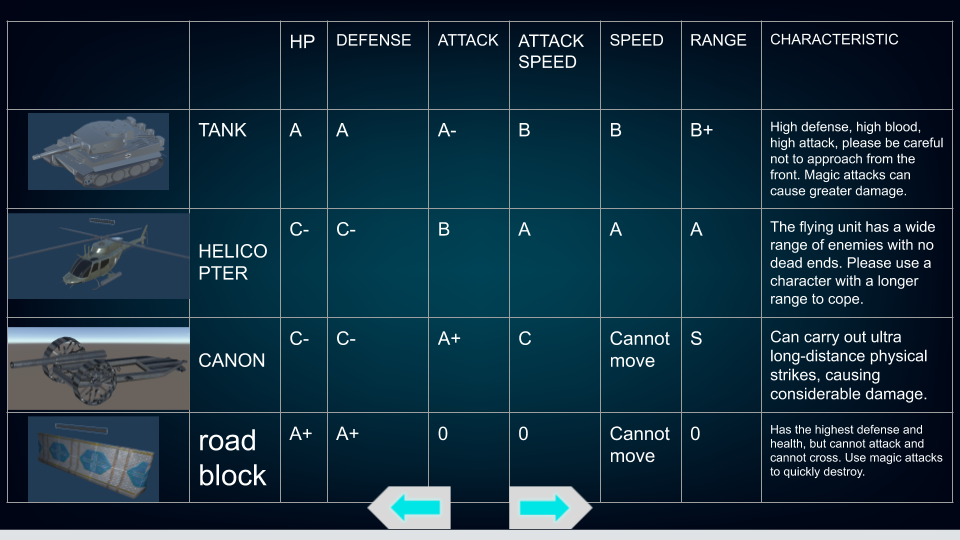 HP
DEFENSE
ATTACK
ATTACK
SPEED
SPEED
RANGE
CHARACTERISTIC
TANK
A
A
A-
B
B
B+
High defense, high blood,
high attack, please be careful
not to approach from the
front. Magic attacks can
cause greater damage.
HELICO
PTER
C-
C-
B
A
A
A
The flying unit has a wide
range of enemies with no
dead ends. Please use a
character with a longer
range to cope.
CANON
C-
C-
A+
C
Cannot
move
S
Can carry out ultra
long-distance physical
strikes, causing
considerable damage.
road
block
A+
A+
0
0
Cannot
move
0
Has the highest defense and
health, but cannot attack and
cannot cross. Use magic attacks
to quickly destroy.